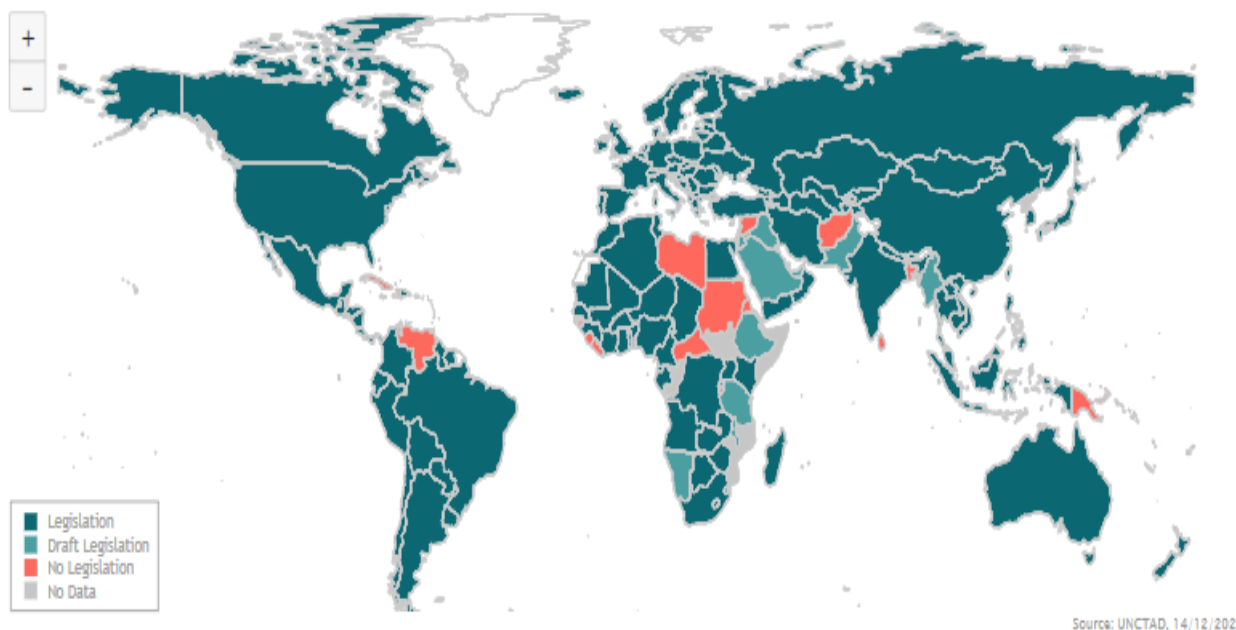 +
-
Legislation
Draft Legislation
No Legislation
No Data
Source: UNCTAD, 14/12/202